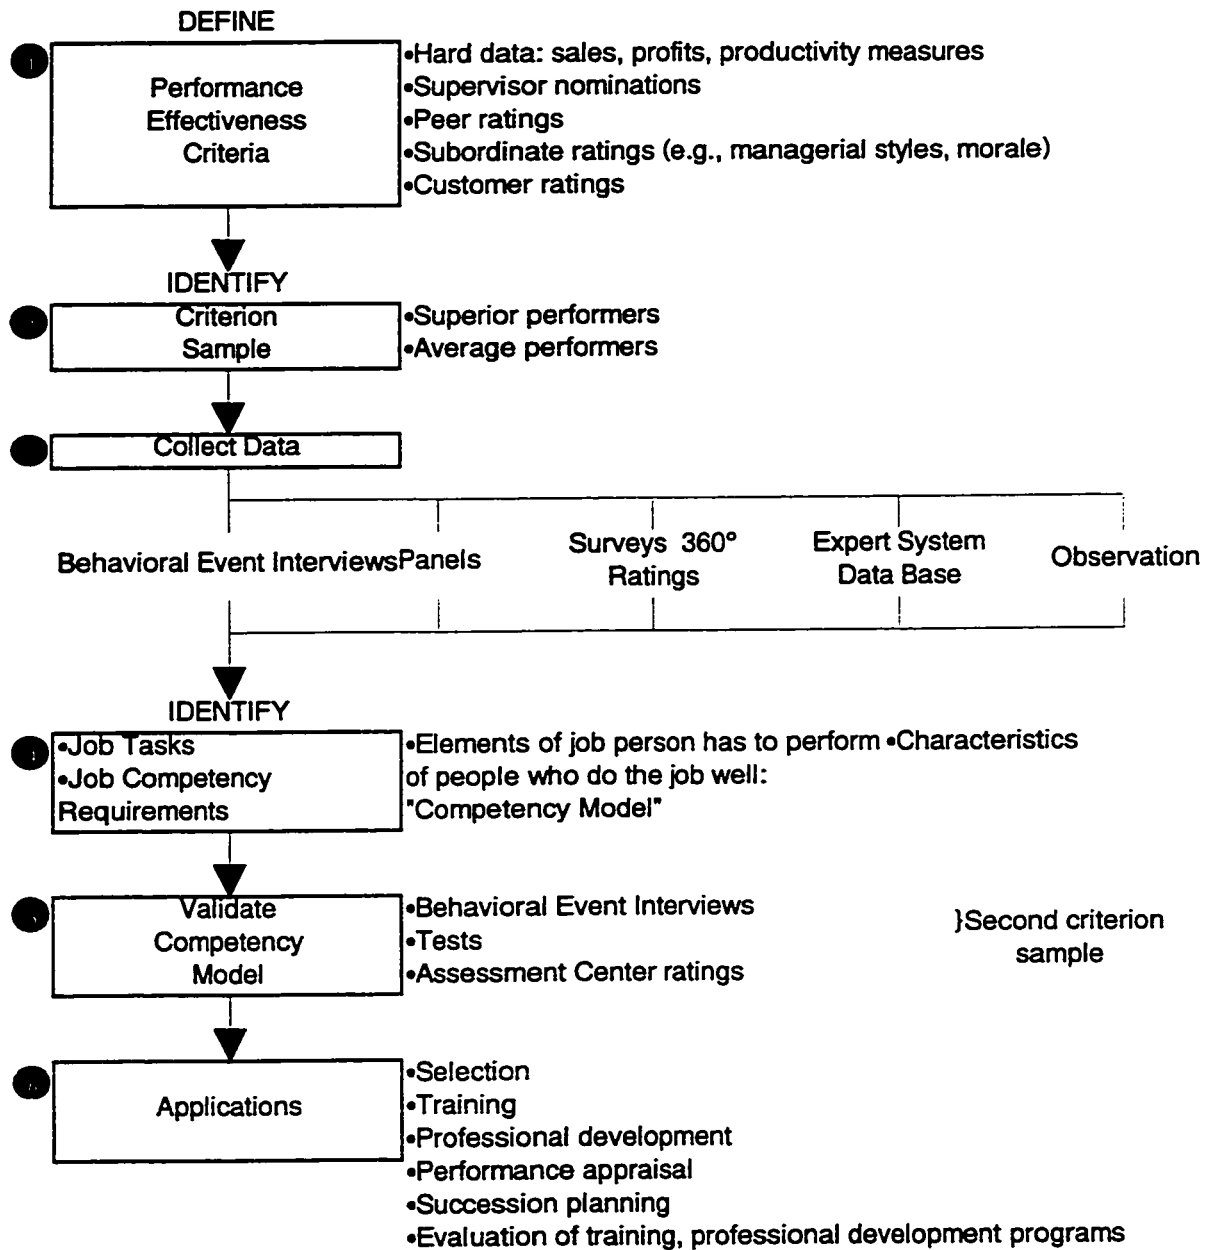 DEFINE
Performance
Effectiveness
Criteria
•Hard data: sales, profits, productivity measures
•Supervisor nominations
•Peer ratings
•Subordinate ratings (e.g., managerial styles, morale)
•Customer ratings
IDENTIFY
Criterion
Sample
•Superior performers
•Average performers
Collect Data
Behavioral Event Interviews
Panels
Surveys 360°
Ratings
Expert System
Data Base
Observation
IDENTIFY
•Job Tasks
•Job Competency
Requirements
•Elements of job person has to perform •Characteristics
of people who do the job well:
"Competency Model"
Validate
Competency
Model
•Behavioral Event Interviews
•Tests
•Assessment Center ratings
}Second criterion
sample
Applications
•Selection
•Training
•Professional development
•Performance appraisal
•Succession planning
•Evaluation of training, professional development programs